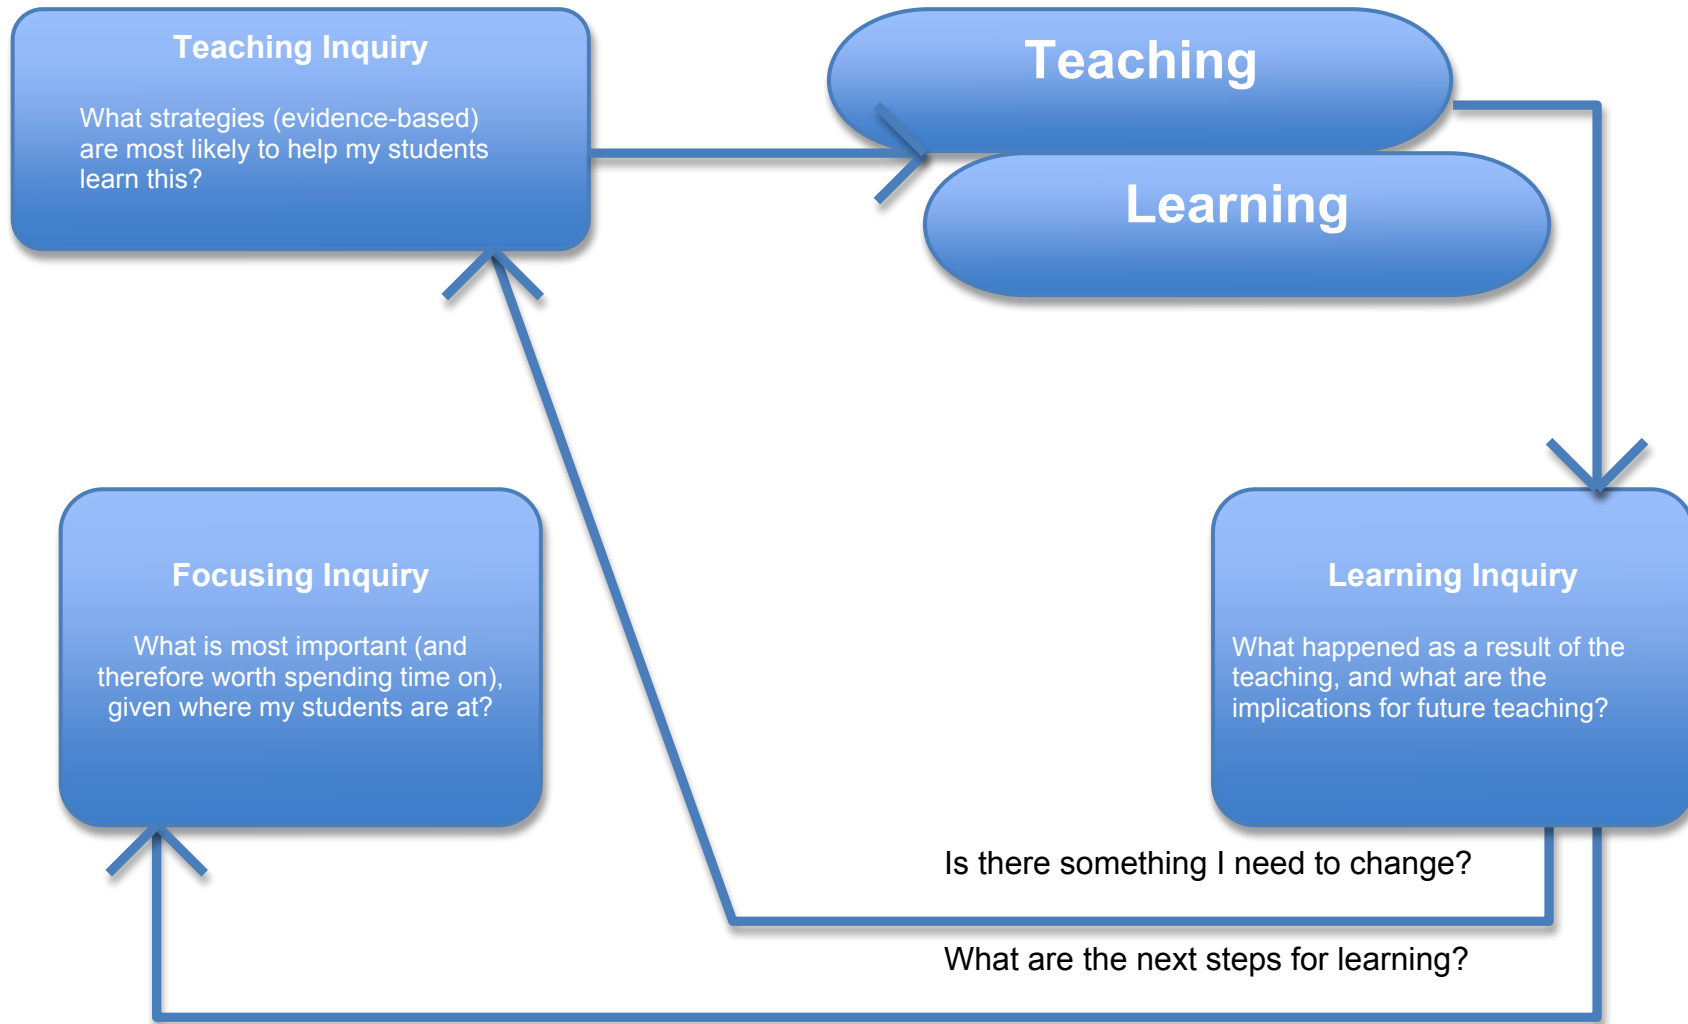 Teaching Inquiry
What strategies (evidence-based)
are most likely to help my students
learn this?
Teaching
Learning
Focusing Inquiry
What is most important (and
therefore worth spending time on),
given where my students are at?
Learning Inquiry
What happened as a result of the
teaching, and what are the
implications for future teaching?
Is there something I need to change?
What are the next steps for learning?